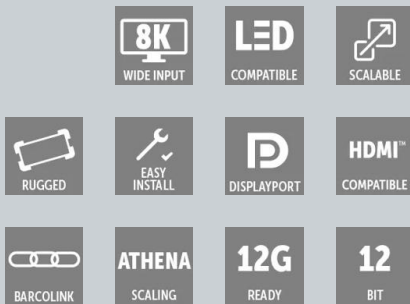 8K
WIDE INPUT
LED
COMPATIBLE
SCALABLE
RUGGED
EASY
INSTALL
DISPLAYPORT
HDMI™
COMPATIBLE
BARCOLINK
ATHENA
SCALING
12G
READY
12
BIT